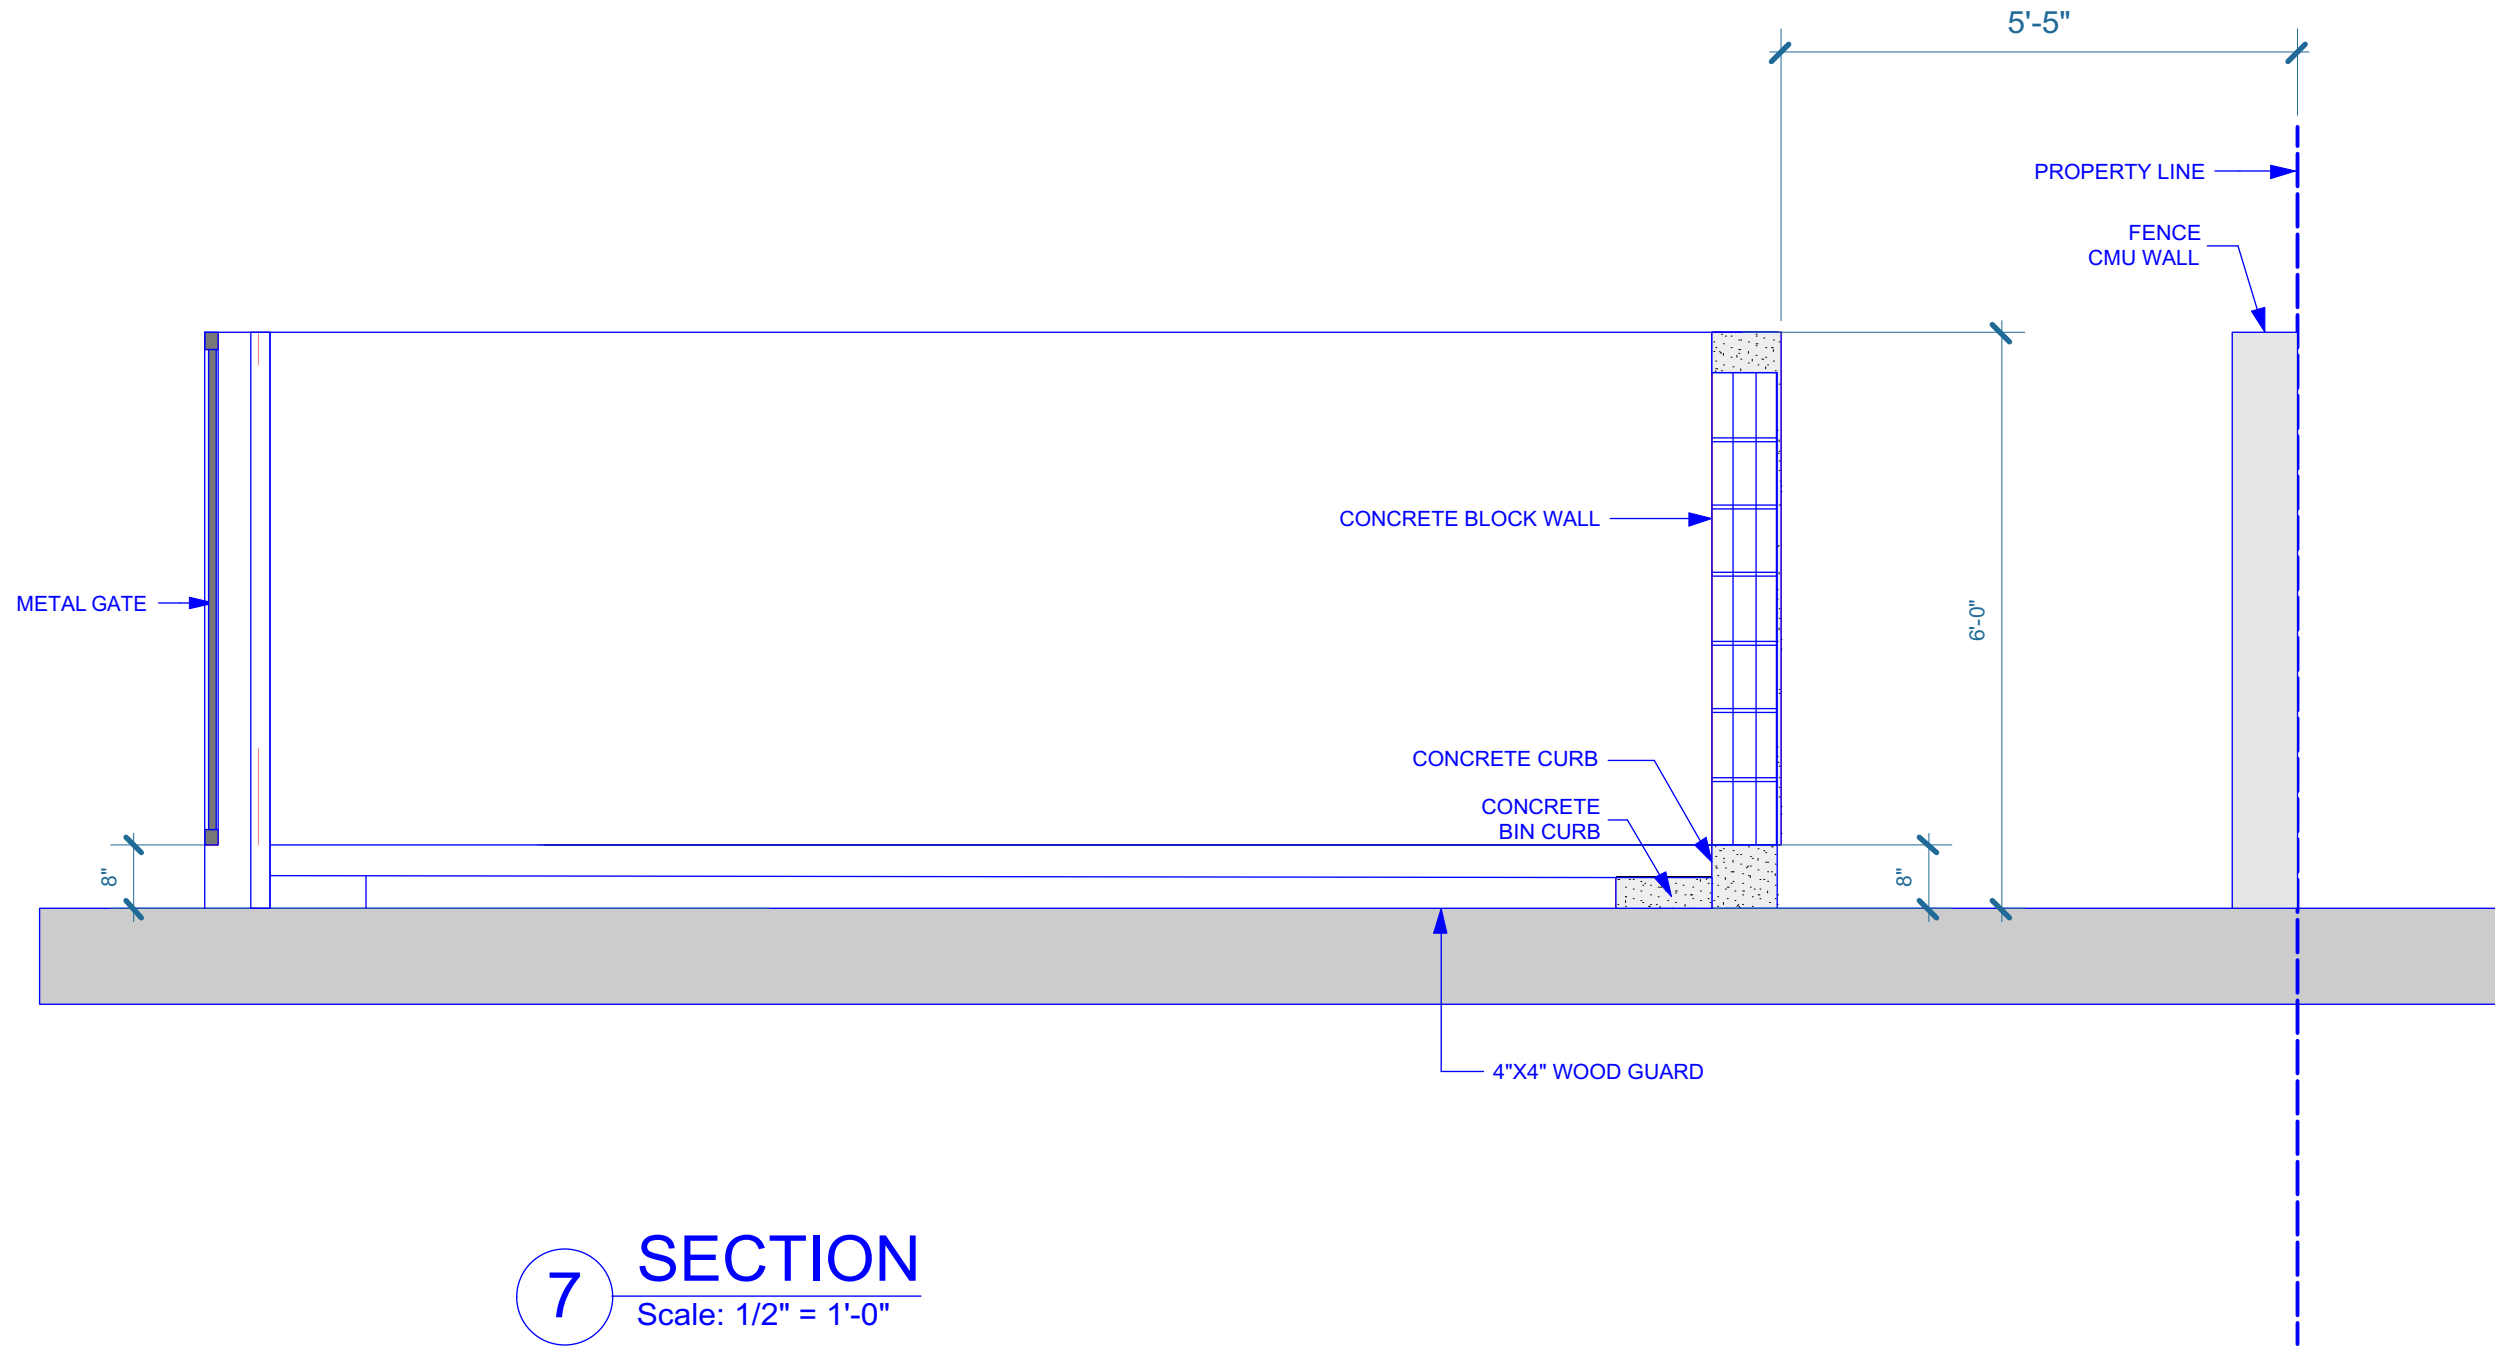 5'-5"
PROPERTY LINE
FENCE
CMU WALL
CONCRETE BLOCK WALL
METAL GATE
6'-0"
CONCRETE CURB
CONCRETE
BIN CURB
8"
8"
4"X4" WOOD GUARD
7
SECTION
Scale: 1/2" = 1'-0"